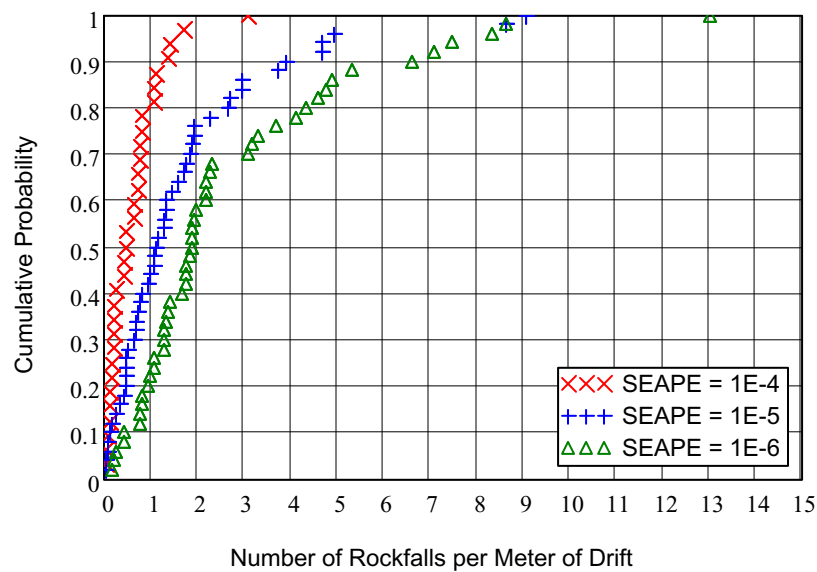 1
0.9
0.8
0.7
0.6
0.5
0.4
0.3
0.2
0.1
0
Cumulative Probability
SEAPE = 1E-4
SEAPE = 1E-5
SEAPE = 1E-6
0 1 2 3 4 5 6 7 8 9 10 11 12 13 14 15
Number of Rockfalls per Meter of Drift